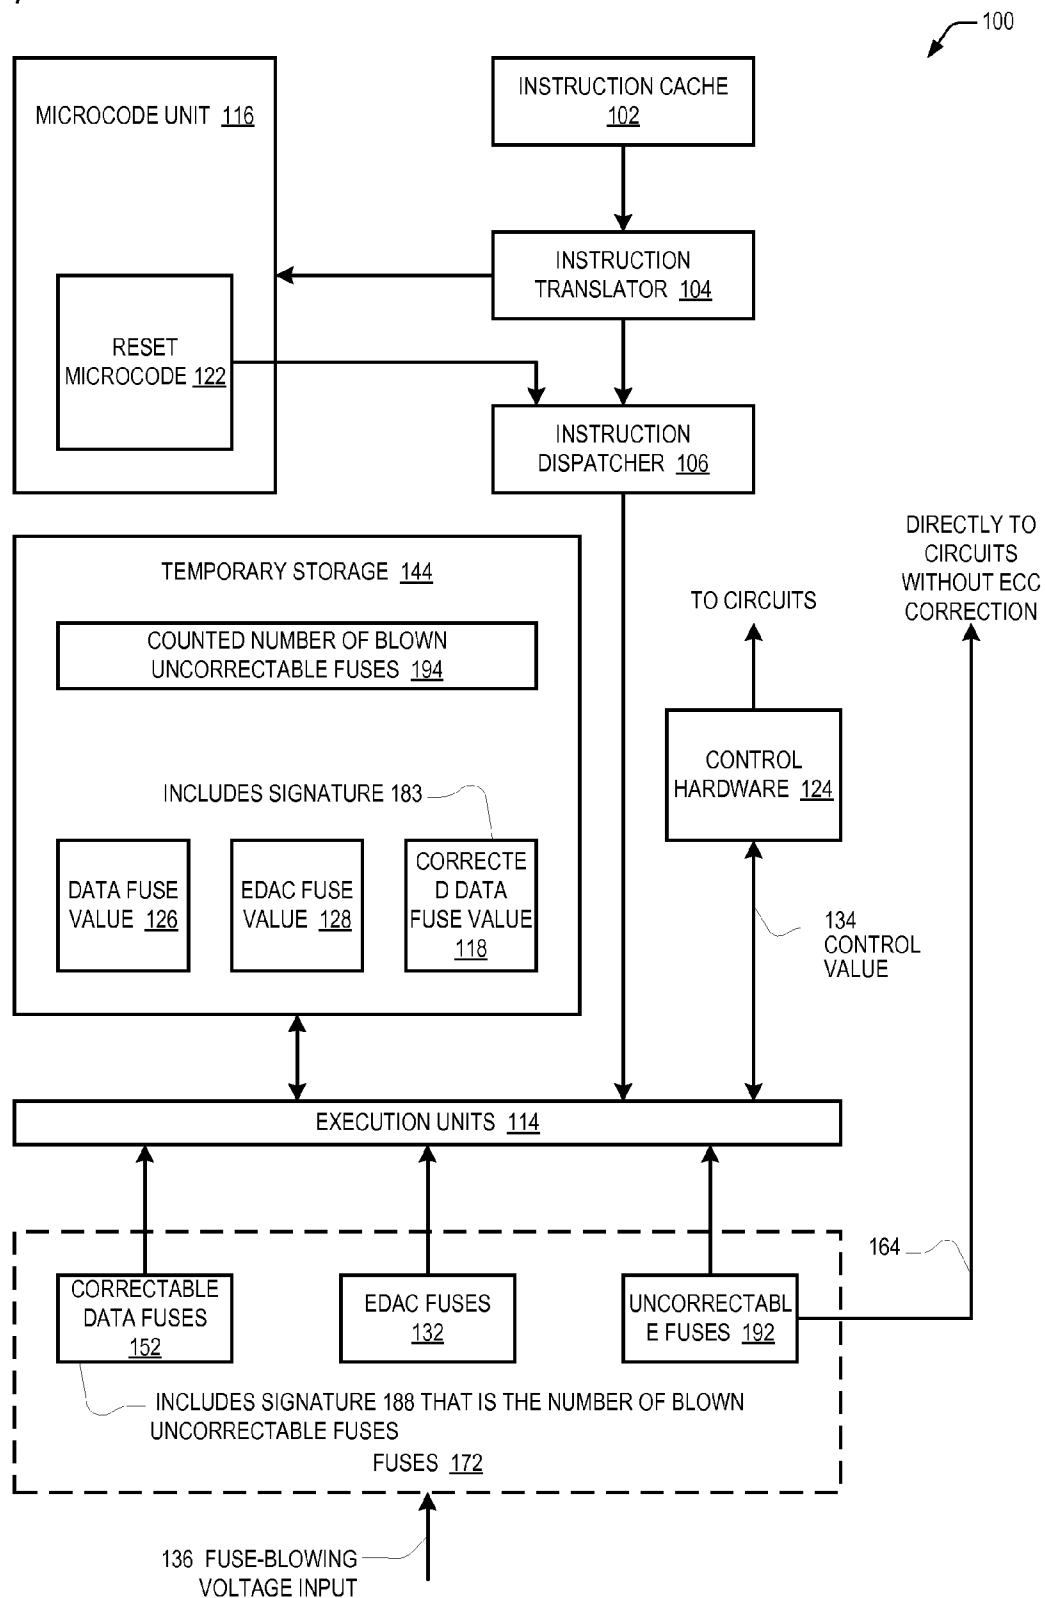 100
MICROCODE UNIT 116
INSTRUCTION CACHE
102
INSTRUCTION
TRANSLATOR 104
RESET
MICROCODE 122
INSTRUCTION
DISPATCHER 106
DIRECTLY TO
CIRCUITS
WITHOUT ECC
CORRECTION
TEMPORARY STORAGE 144
TO CIRCUITS
COUNTED NUMBER OF BLOWN
UNCORRECTABLE FUSES 194
CONTROL
HARDWARE 124
INCLUDES SIGNATURE 183
DATA FUSE
VALUE 126
EDAC FUSE
VALUE 128
CORRECTE
D DATA
FUSE VALUE
118
134
CONTROL
VALUE
EXECUTION UNITS 114
164
CORRECTABLE
DATA FUSES
152
EDAC FUSES
132
UNCORRECTABL
E FUSES 192
INCLUDES SIGNATURE 188 THAT IS THE NUMBER OF BLOWN
UNCORRECTABLE FUSES
FUSES 172
136 FUSE-BLOWING
VOLTAGE INPUT